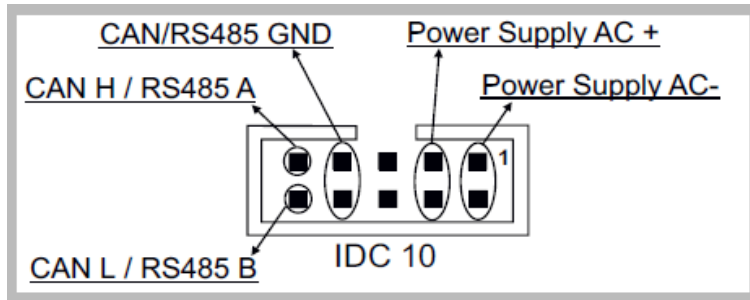 CAN/RS485 GND
Power Supply AC +
CAN H / RS485 A
Power Supply AC-
1
CAN L / RS485 B
IDC 10